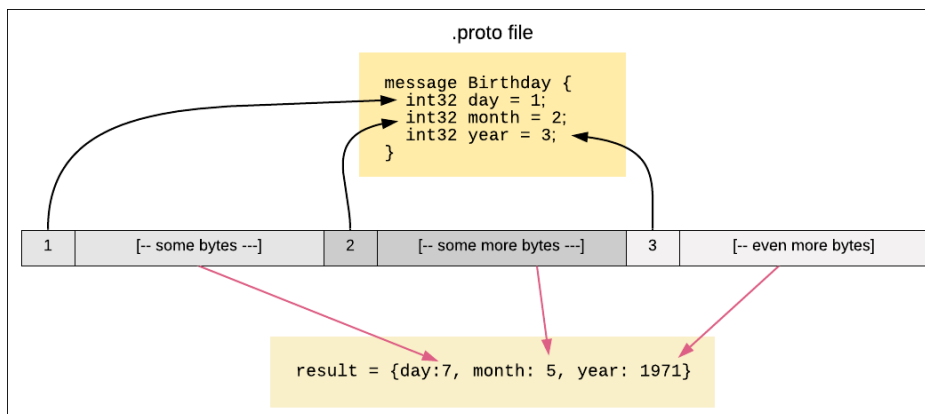 .proto file
message Birthday {
int32 day = 1;
int32 month = 2;
int32 year = 3;
}
1 [-- some bytes ---] 2 [-- some more bytes ---] 3 [-- even more bytes]
result = {day:7, month: 5, year: 1971}